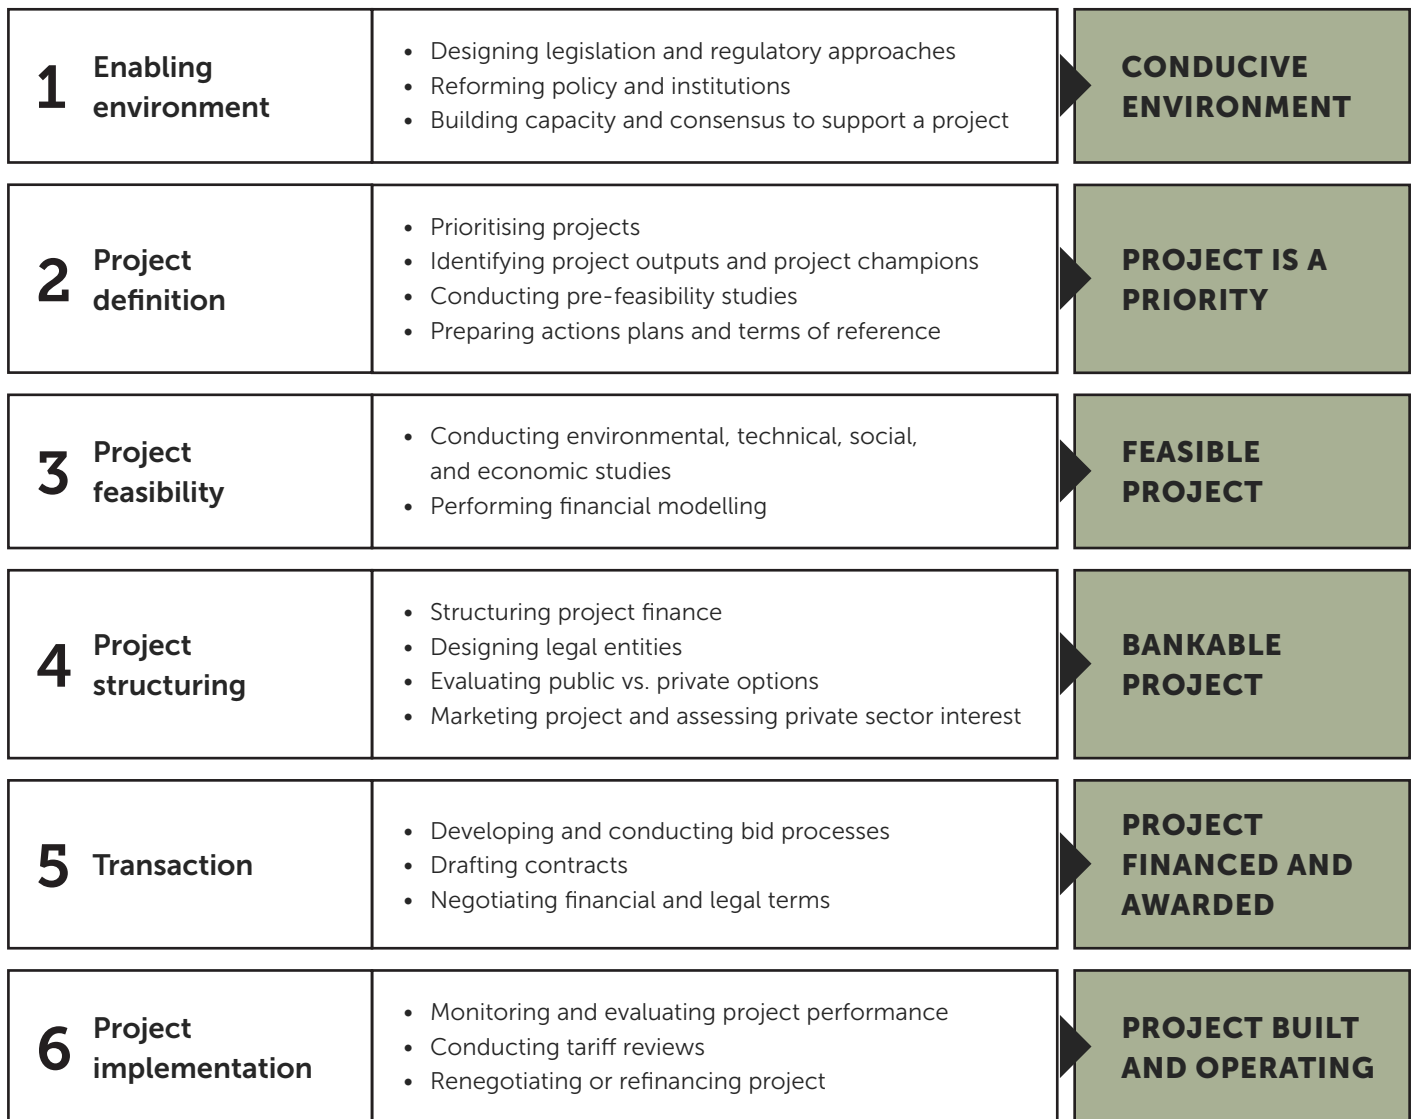 1 Enabling
environment
• Designing legislation and regulatory approaches
• Reforming policy and institutions
• Building capacity and consensus to support a project
CONDUCIVE
ENVIRONMENT
2 Project
definition
• Prioritising projects
• Identifying project outputs and project champions
• Conducting pre-feasibility studies
• Preparing actions plans and terms of reference
PROJECT IS A
PRIORITY
3 Project
feasibility
• Conducting environmental, technical, social,
and economic studies
• Performing financial modelling
FEASIBLE
PROJECT
4 Project
structuring
• Structuring project finance
• Designing legal entities
• Evaluating public vs. private options
• Marketing project and assessing private sector interest
BANKABLE
PROJECT
5 Transaction
• Developing and conducting bid processes
• Drafting contracts
• Negotiating financial and legal terms
PROJECT
FINANCED AND
AWARDED
6 Project
implementation
• Monitoring and evaluating project performance
• Conducting tariff reviews
• Renegotiating or refinancing project
PROJECT BUILT
AND OPERATING